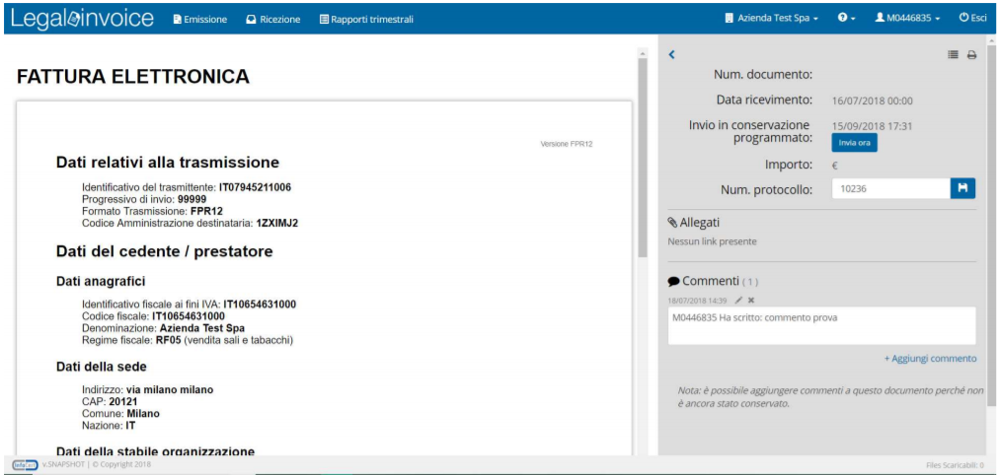 Legalinvoice Emissione Ricezione Rapporti trimestrali Azienda Test Spa M0446835 Esci
FATTURA ELETTRONICA
Versione FPR12
Dati relativi alla trasmissione
Identificativo del trasmittente: IT07945211006
Progressivo di invio: 99999
Formato Trasmissione: FPR12
Codice Amministrazione destinataria: 1ZXIMJ2
Dati del cedente / prestatore
Dati anagrafici
Identificativo fiscale ai fini IVA: IT10654631000
Codice fiscale: IT10654631000
Denominazione: Azienda Test Spa
Regime fiscale: RF05 (vendita sali e tabacchi)
Dati della sede
Indirizzo: via milano milano
CAP: 20121
Comune: Milano
Nazione: IT
Dati della stabile organizzazione
Num. documento:
Data ricevimento: 16/07/2018 00:00
Invio in conservazione programmato: 15/09/2018 17:31
Invia ora
Importo: €
Num. protocollo: 10236
Allegati
Nessun link presente
Commenti ( 1 )
18/07/2018 14:39
M0446835 Ha scritto: commento prova
+ Aggiungi commento
Nota: è possibile aggiungere commenti a questo documento perché non
è ancora stato conservato.
InfoCert v.SNAPSHOT | © Copyright 2018
Files Scaricabili: 0